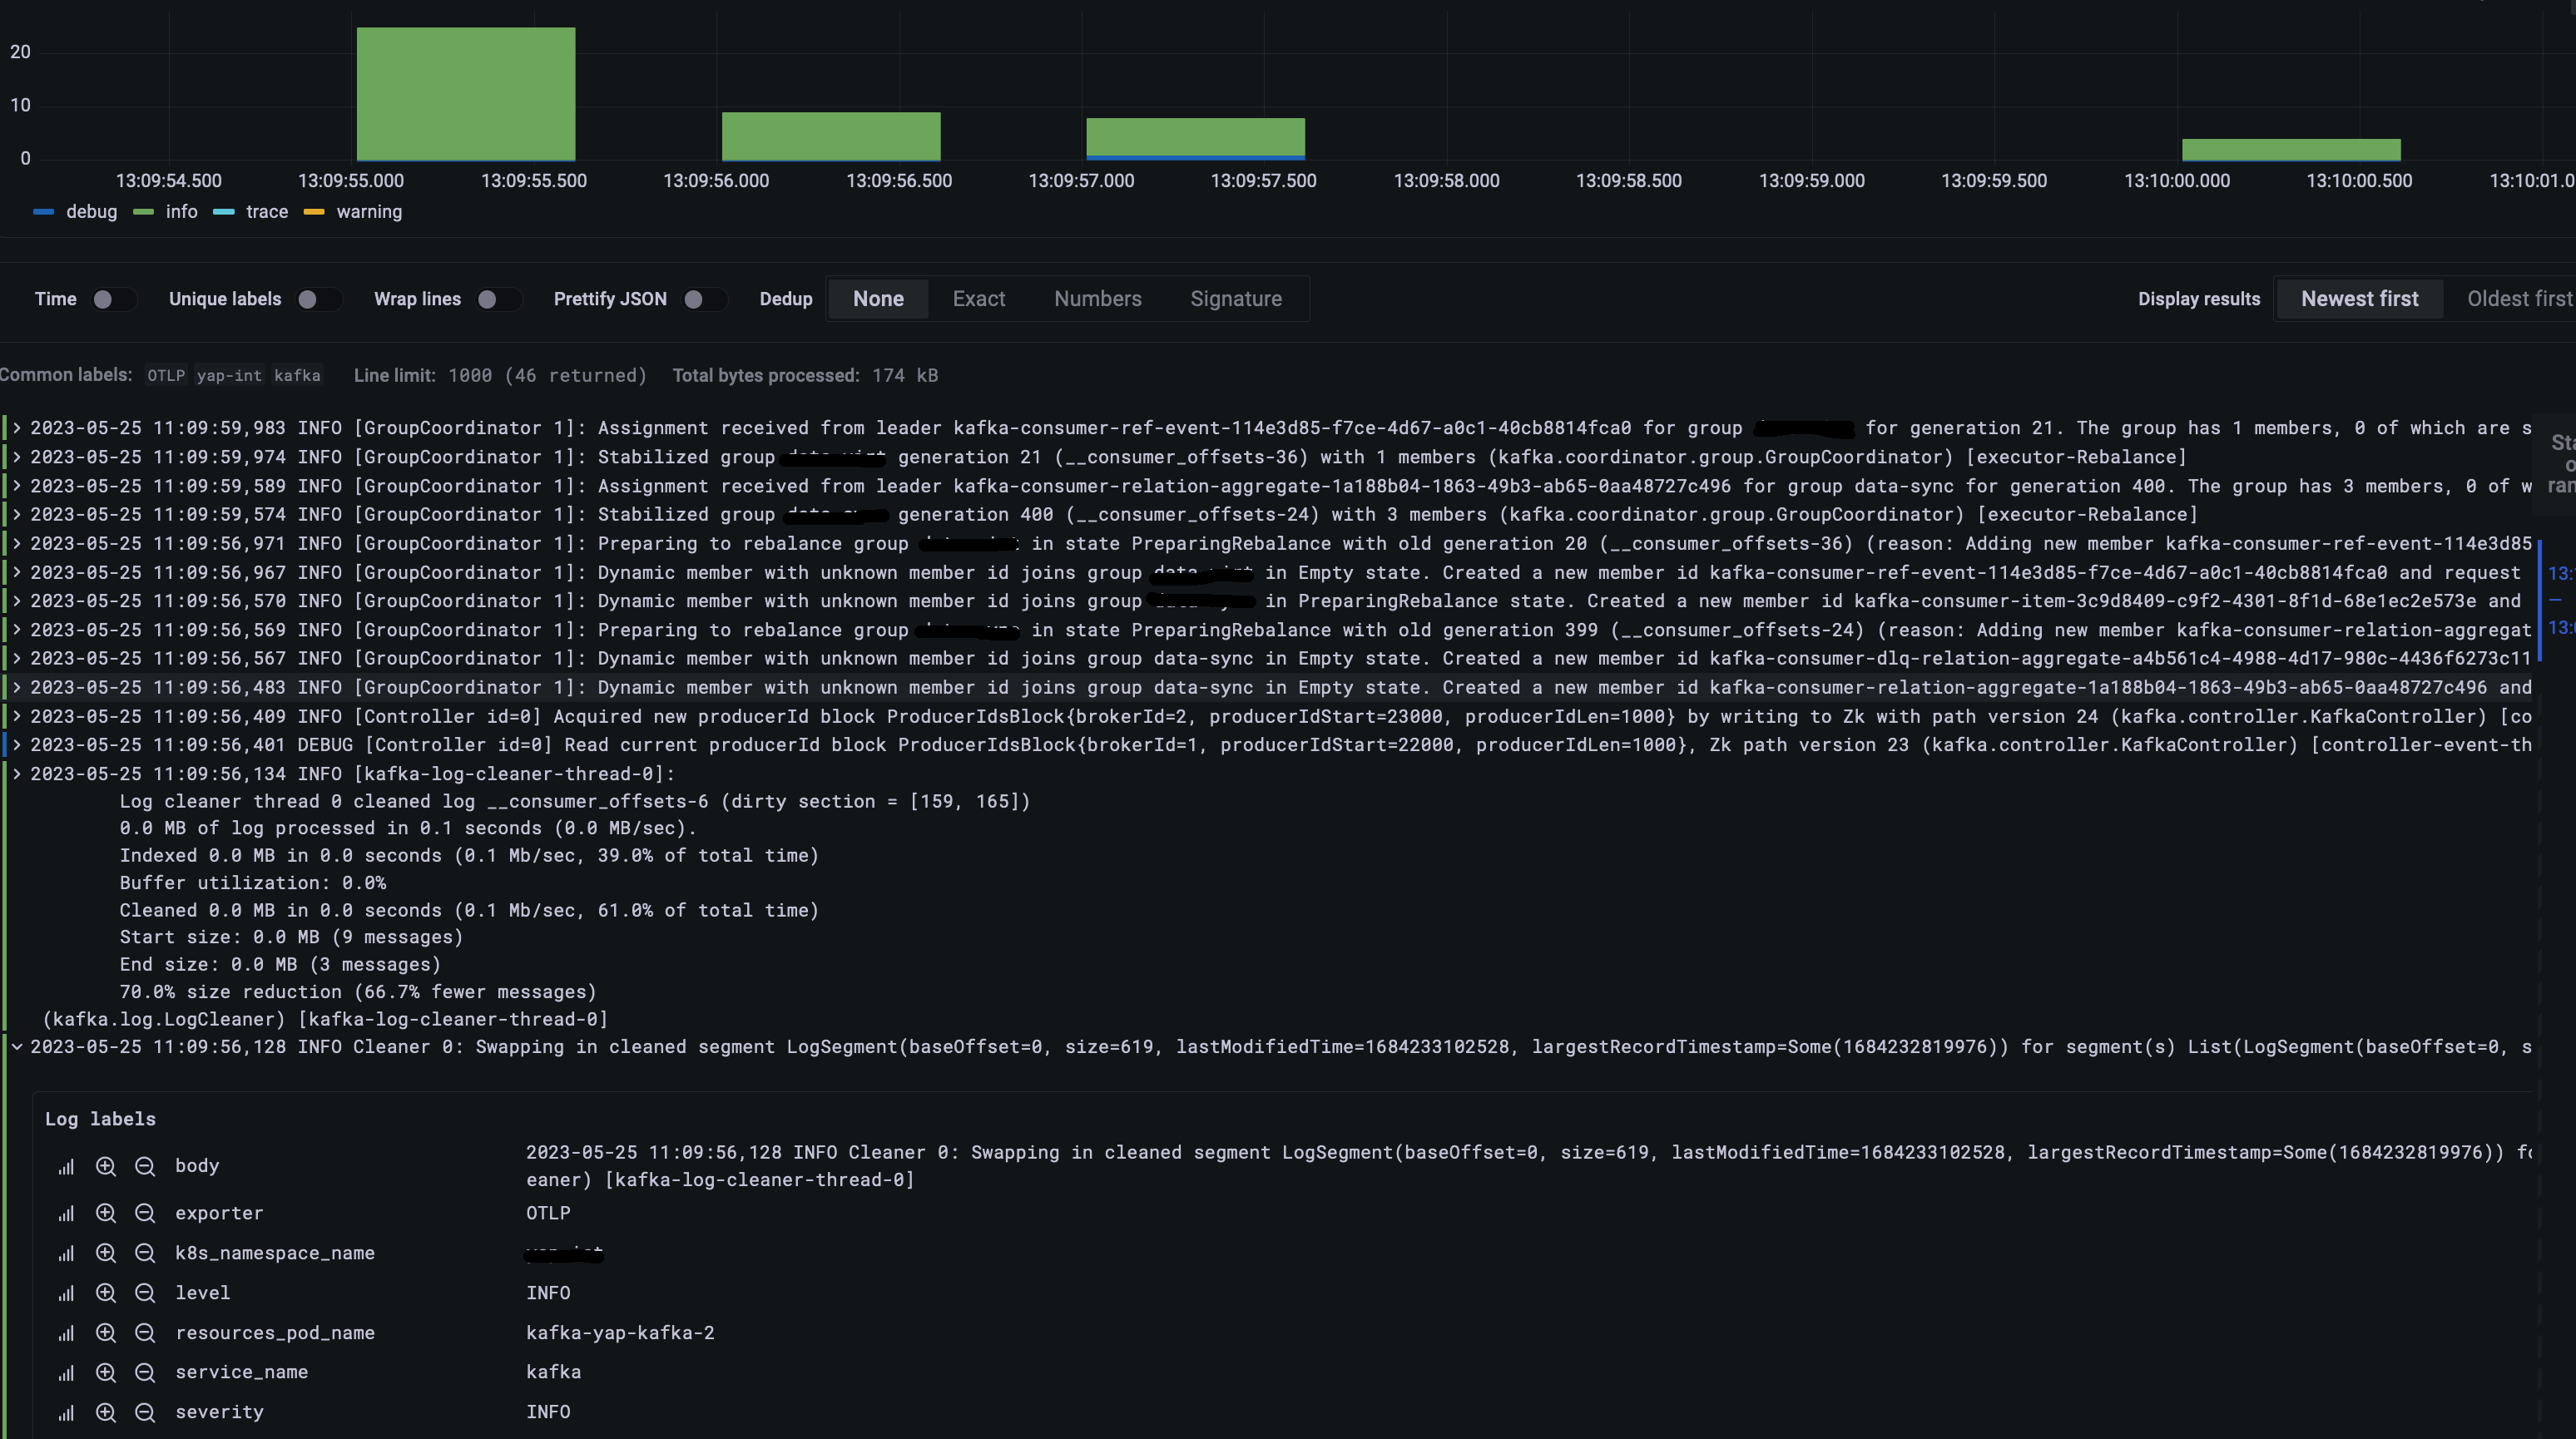 20
10
0
13:09:54.500 13:09:55.000 13:09:55.500 13:09:56.000 13:09:56.500 13:09:57.000 13:09:57.500 13:09:58.000 13:09:58.500 13:09:59.000 13:09:59.500 13:10:00.000 13:10:00.500 13:10:01.0
debug info trace warning
Time Unique labels Wrap lines Prettify JSON Dedup None Exact Numbers Signature Display results Newest first Oldest first
Common labels: OTLP yap-int kafka Line limit: 1000 (46 returned) Total bytes processed: 174 kB
2023-05-25 11:09:59,983 INFO [GroupCoordinator 1]: Assignment received from leader kafka-consumer-ref-event-114e3d85-f7ce-4d67-a0c1-40cb8814fca0 for group for generation 21. The group has 1 members, 0 of which are s
2023-05-25 11:09:59,974 INFO [GroupCoordinator 1]: Stabilized group generation 21 (__consumer_offsets-36) with 1 members (kafka.coordinator.group.GroupCoordinator) [executor-Rebalance]
2023-05-25 11:09:59,589 INFO [GroupCoordinator 1]: Assignment received from leader kafka-consumer-relation-aggregate-1a188b04-1863-49b3-ab65-0aa48727c496 for group data-sync for generation 400. The group has 3 members, 0 of w
2023-05-25 11:09:59,574 INFO [GroupCoordinator 1]: Stabilized group generation 400 (__consumer_offsets-24) with 3 members (kafka.coordinator.group.GroupCoordinator) [executor-Rebalance]
2023-05-25 11:09:56,971 INFO [GroupCoordinator 1]: Preparing to rebalance group in state PreparingRebalance with old generation 20 (__consumer_offsets-36) (reason: Adding new member kafka-consumer-ref-event-114e3d85
2023-05-25 11:09:56,967 INFO [GroupCoordinator 1]: Dynamic member with unknown member id joins group in Empty state. Created a new member id kafka-consumer-ref-event-114e3d85-f7ce-4d67-a0c1-40cb8814fca0 and request
2023-05-25 11:09:56,570 INFO [GroupCoordinator 1]: Dynamic member with unknown member id joins group in PreparingRebalance state. Created a new member id kafka-consumer-item-3c9d8409-c9f2-4301-8f1d-68e1ec2e573e and
2023-05-25 11:09:56,569 INFO [GroupCoordinator 1]: Preparing to rebalance group in state PreparingRebalance with old generation 399 (__consumer_offsets-24) (reason: Adding new member kafka-consumer-relation-aggregat
2023-05-25 11:09:56,567 INFO [GroupCoordinator 1]: Dynamic member with unknown member id joins group data-sync in Empty state. Created a new member id kafka-consumer-dlq-relation-aggregate-a4b561c4-4988-4d17-980c-4436f6273c11
2023-05-25 11:09:56,483 INFO [GroupCoordinator 1]: Dynamic member with unknown member id joins group data-sync in Empty state. Created a new member id kafka-consumer-relation-aggregate-1a188b04-1863-49b3-ab65-0aa48727c496 and
2023-05-25 11:09:56,409 INFO [Controller id=0] Acquired new producerId block ProducerIdsBlock{brokerId=2, producerIdStart=23000, producerIdLen=1000} by writing to Zk with path version 24 (kafka.controller.KafkaController) [co
2023-05-25 11:09:56,401 DEBUG [Controller id=0] Read current producerId block ProducerIdsBlock{brokerId=1, producerIdStart=22000, producerIdLen=1000}, Zk path version 23 (kafka.controller.KafkaController) [controller-event-th
2023-05-25 11:09:56,134 INFO [kafka-log-cleaner-thread-0]:
Log cleaner thread 0 cleaned log __consumer_offsets-6 (dirty section = [159, 165])
0.0 MB of log processed in 0.1 seconds (0.0 MB/sec).
Indexed 0.0 MB in 0.0 seconds (0.1 Mb/sec, 39.0% of total time)
Buffer utilization: 0.0%
Cleaned 0.0 MB in 0.0 seconds (0.1 Mb/sec, 61.0% of total time)
Start size: 0.0 MB (9 messages)
End size: 0.0 MB (3 messages)
70.0% size reduction (66.7% fewer messages)
(kafka.log.LogCleaner) [kafka-log-cleaner-thread-0]
2023-05-25 11:09:56,128 INFO Cleaner 0: Swapping in cleaned segment LogSegment(baseOffset=0, size=619, lastModifiedTime=1684233102528, largestRecordTimestamp=Some(1684232819976)) for segment(s) List(LogSegment(baseOffset=0, s
Log labels
body 2023-05-25 11:09:56,128 INFO Cleaner 0: Swapping in cleaned segment LogSegment(baseOffset=0, size=619, lastModifiedTime=1684233102528, largestRecordTimestamp=Some(1684232819976)) fo
eaner) [kafka-log-cleaner-thread-0]
exporter OTLP
k8s_namespace_name
level INFO
resources_pod_name kafka-yap-kafka-2
service_name kafka
severity INFO